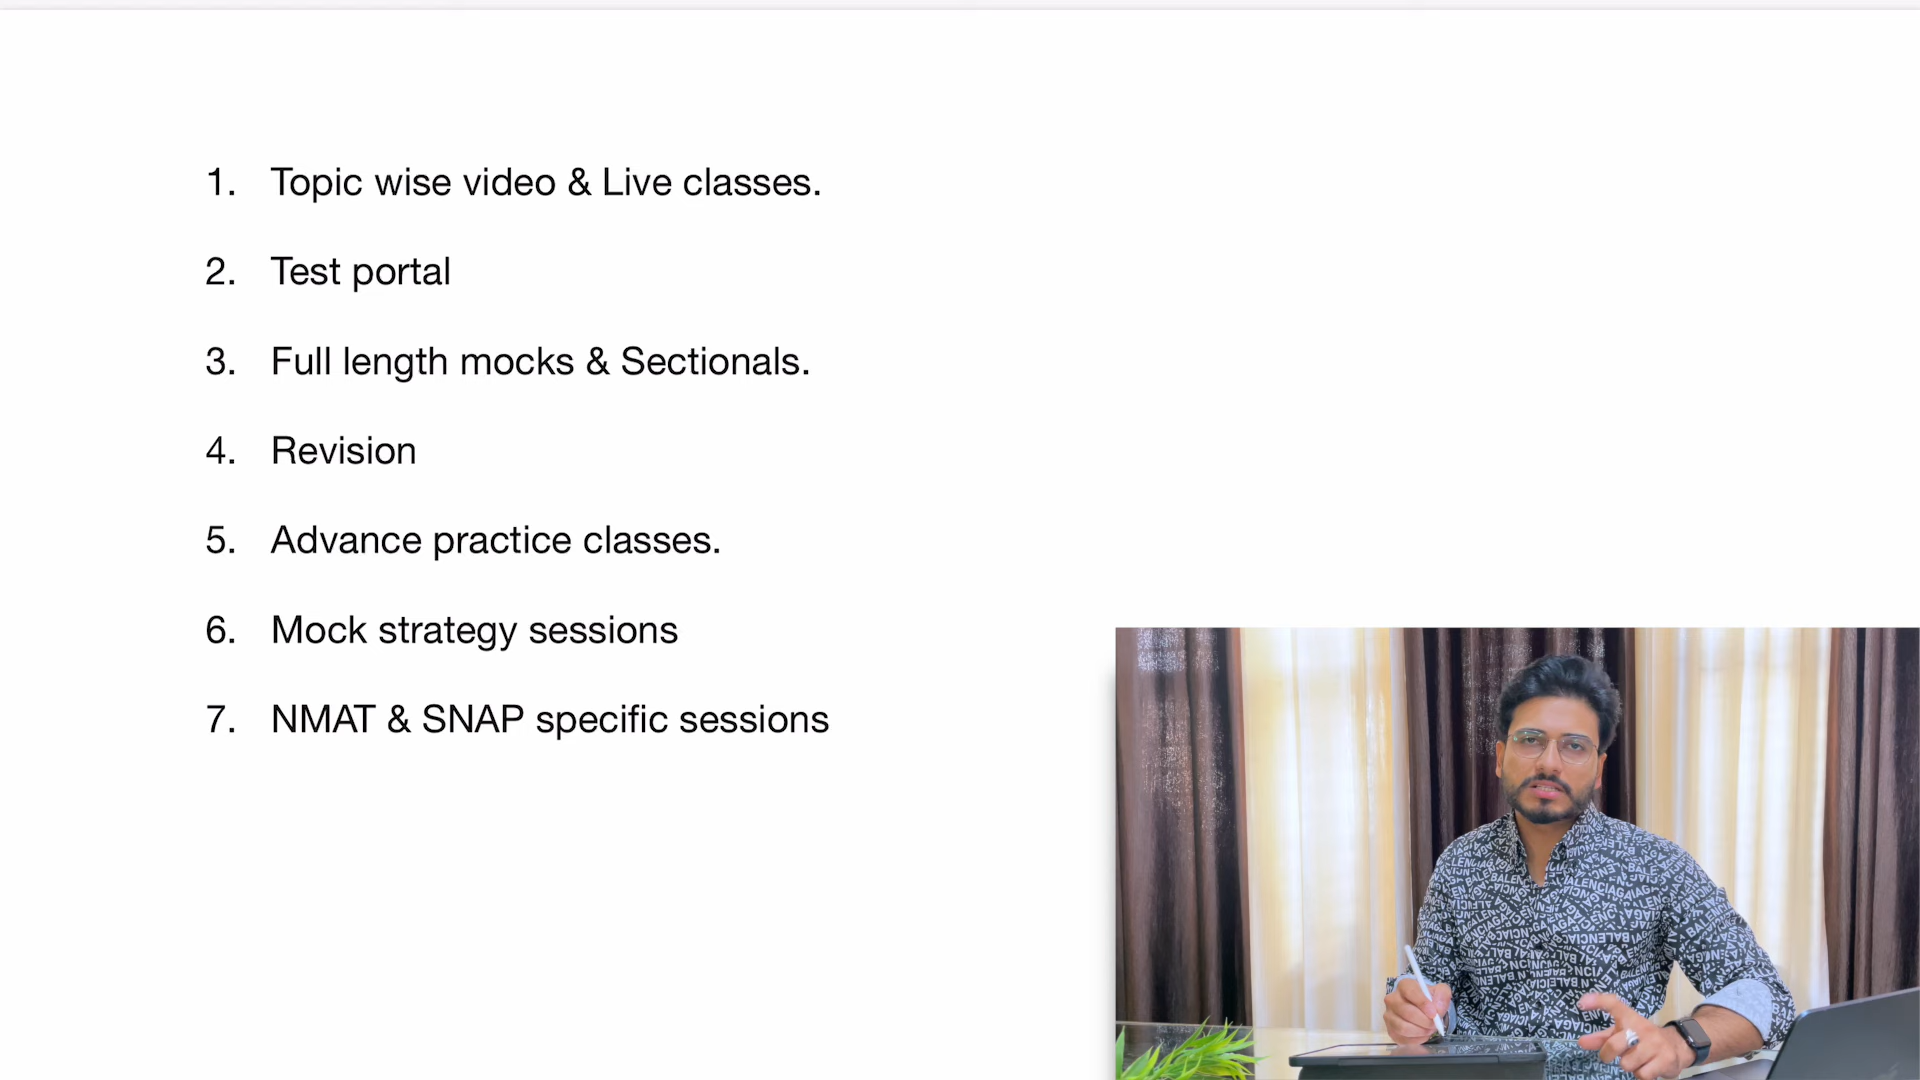 1. Topic wise video & Live classes.
2. Test portal
3. Full length mocks & Sectionals.
4. Revision
5. Advance practice classes.
6. Mock strategy sessions
7. NMAT & SNAP specific sessions
BALENCIAGA